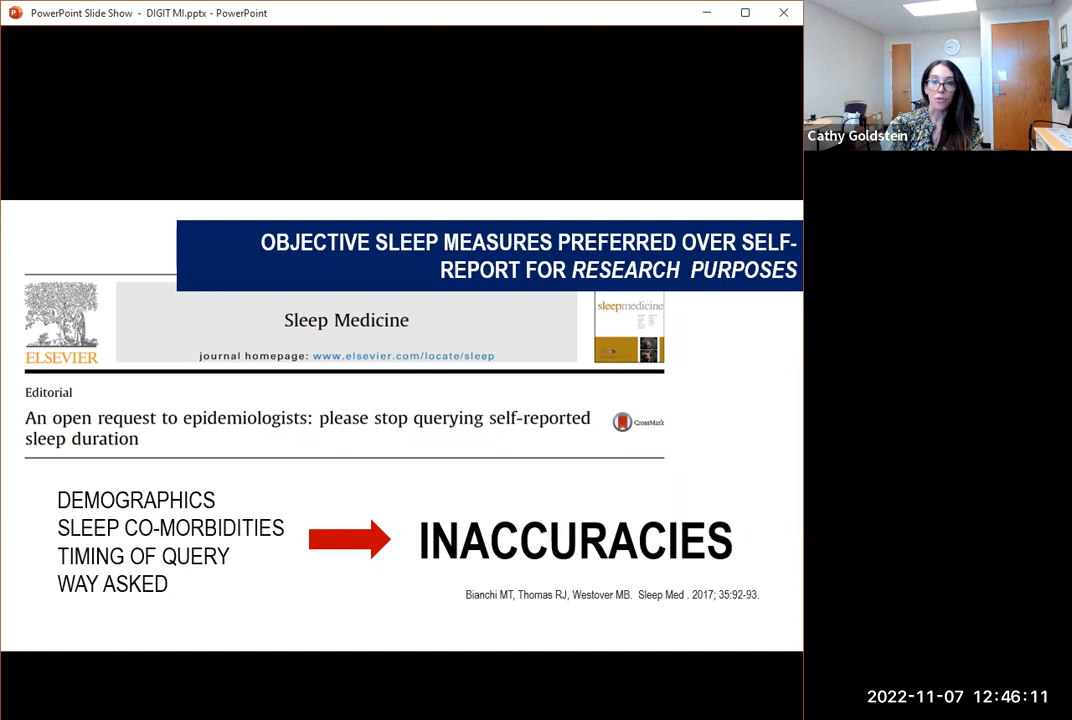 PowerPoint Slide Show - DIGIT MI.pptx - PowerPoint
Cathy Goldstein
OBJECTIVE SLEEP MEASURES PREFERRED OVER SELF-
REPORT FOR RESEARCH PURPOSES
ELSEVIER
Sleep Medicine
journal homepage: www.elsevier.com/locate/sleep
sleepmedicine
Editorial
An open request to epidemiologists: please stop querying self-reported
sleep duration
CrossMark
DEMOGRAPHICS
SLEEP CO-MORBIDITIES
TIMING OF QUERY
WAY ASKED
INACCURACIES
Bianchi MT, Thomas RJ, Westover MB. Sleep Med . 2017; 35:92-93.
2022-11-07 12:46:11